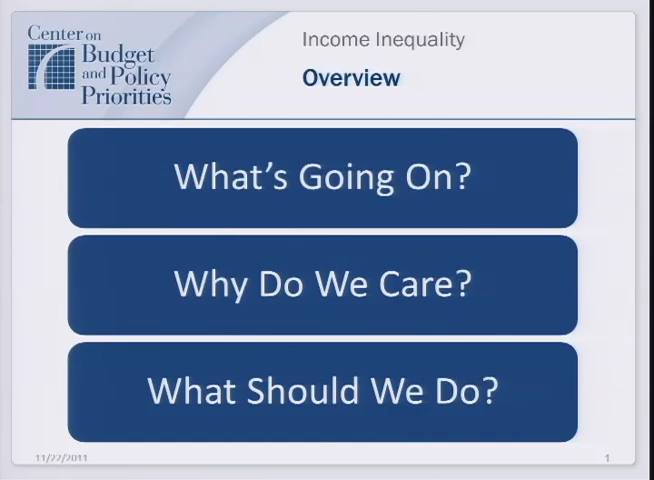 Center on
Budget
and Policy
Priorities
Income Inequality
Overview
What's Going On?
Why Do We Care?
What Should We Do?
11/22/2011
1